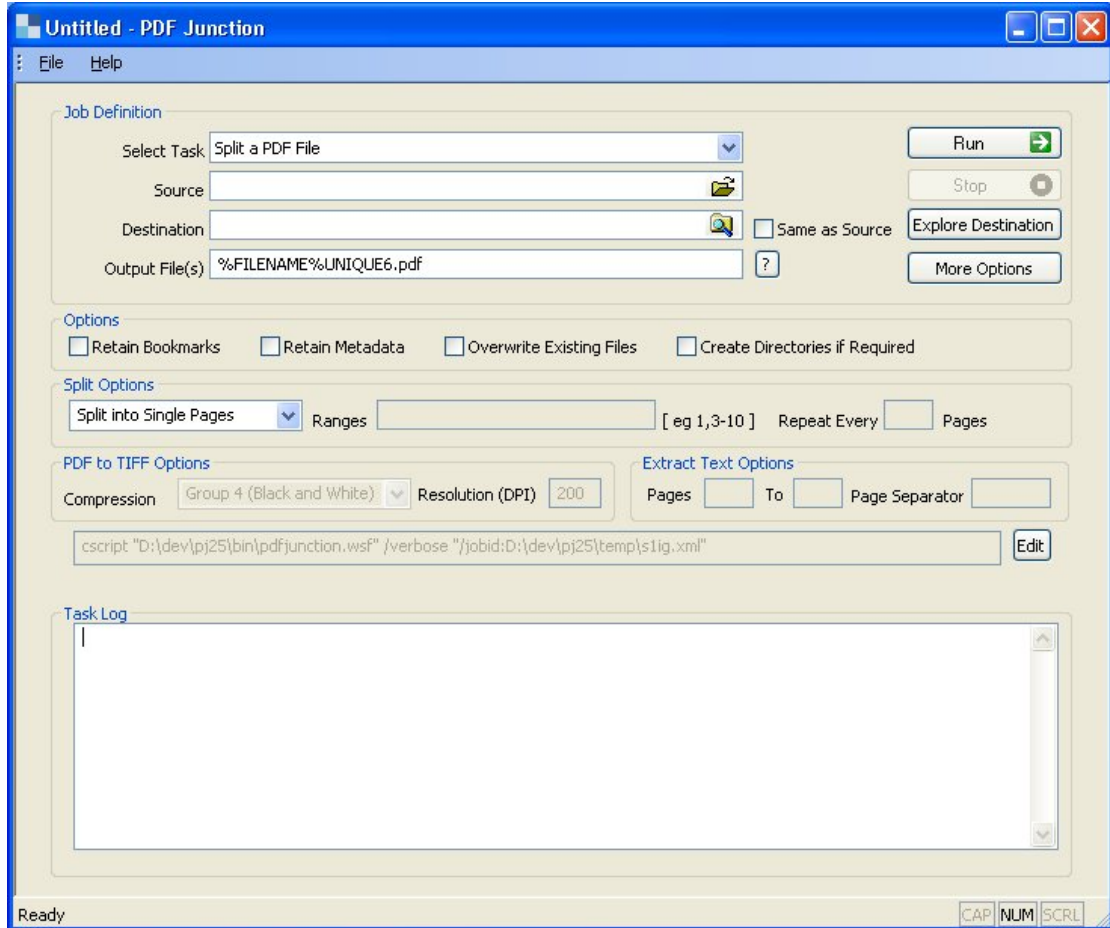 Untitled - PDF Junction
File Help
Job Definition
Select Task Split a PDF File Run
Source Stop
Destination Same as Source Explore Destination
Output File(s) %FILENAME%UNIQUE6.pdf ? More Options
Options
Retain Bookmarks Retain Metadata Overwrite Existing Files Create Directories if Required
Split Options
Split into Single Pages Ranges [ eg 1,3-10 ] Repeat Every Pages
PDF to TIFF Options Extract Text Options
Compression Group 4 (Black and White) Resolution (DPI) 200 Pages To Page Separator
cscript "D:\dev\pj25\bin\pdfjunction.wsf" /verbose "/jobid:D:\dev\pj25\temp\s1ig.xml" Edit
Task Log
Ready CAP NUM SCRL